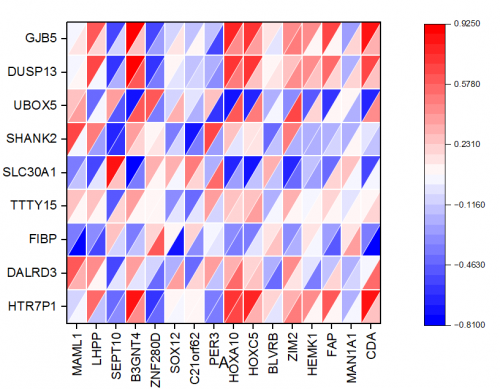 GJB5
DUSP13
UBOX5
SHANK2
SLC30A1
TTTY15
FIBP
DALRD3
HTR7P1
MAML1
LHPP
SEPT10
B3GNT4
ZNF280D
SOX12
C21orf62
PER3
HOXA10
HOXC5
BLVRB
ZIM2
HEMK1
FAP
MAN1A1
CDA
A
0.9250
0.5780
0.2310
-0.1160
-0.4630
-0.8100